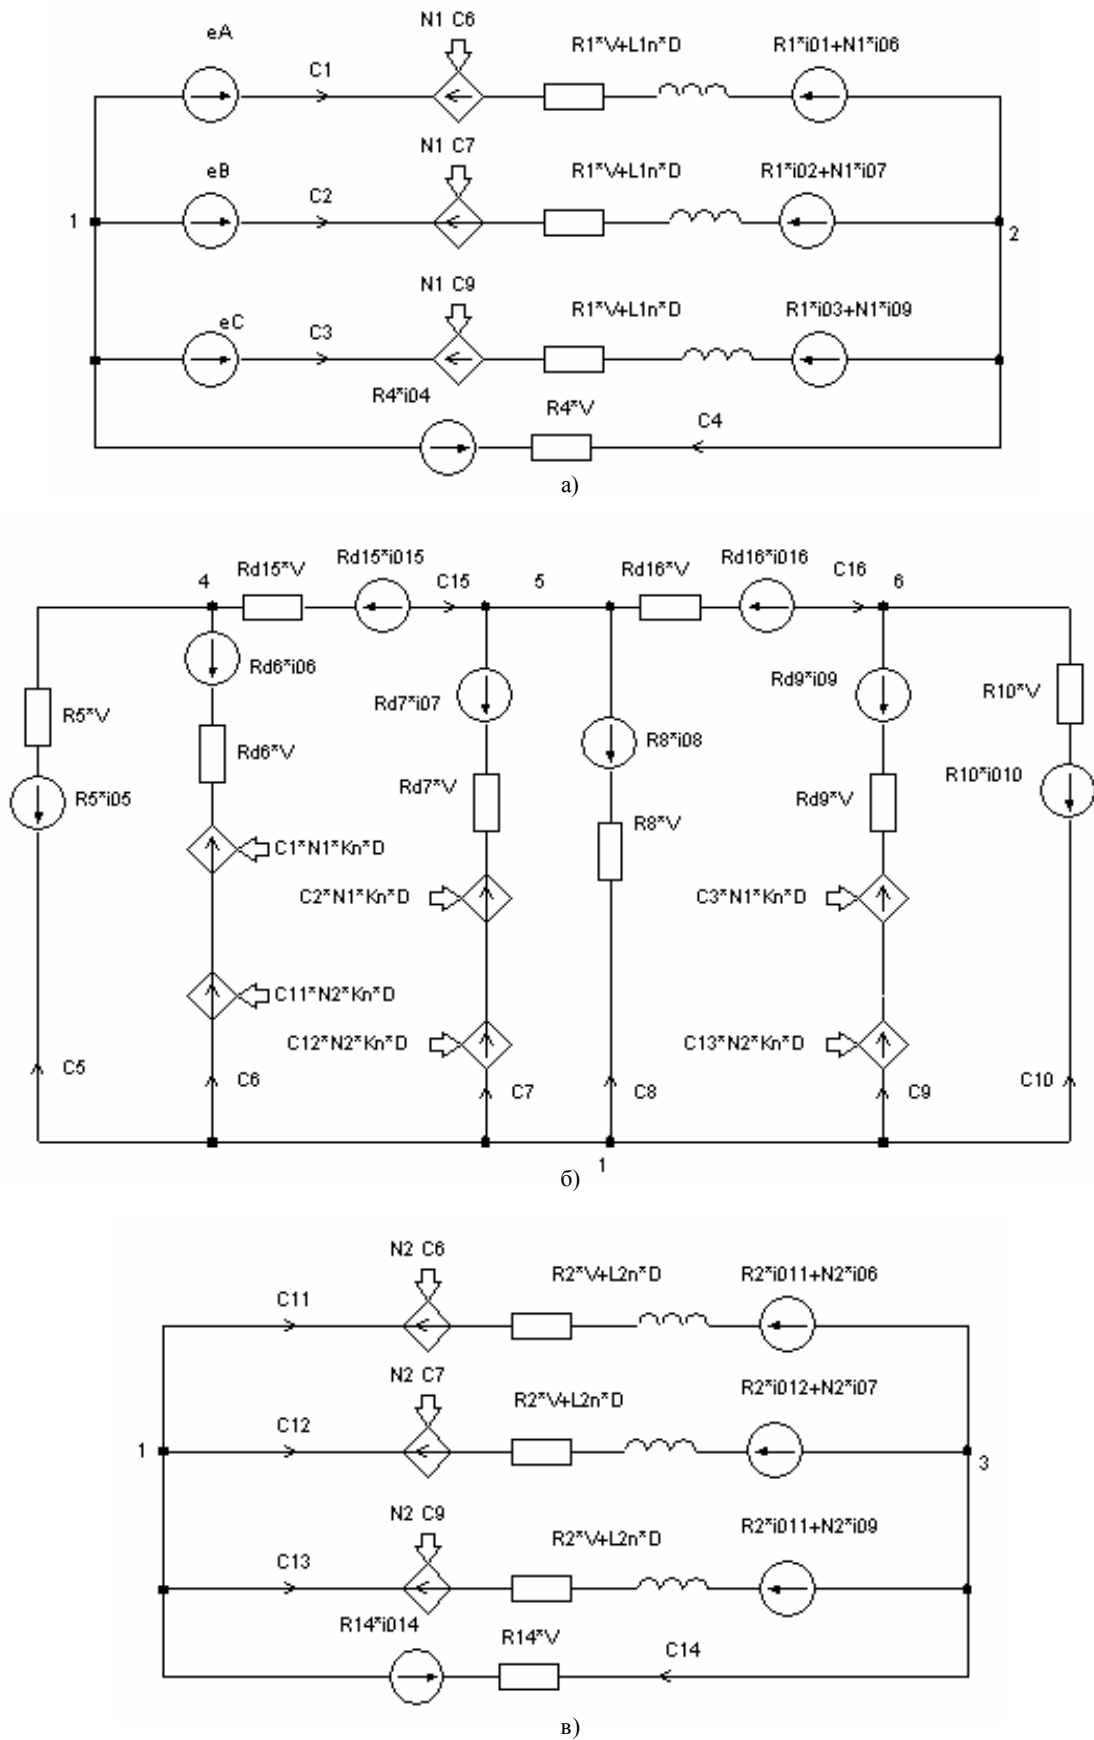 eA
N1 C6
C1
R1*V+L1n*D
R1*i01+N1*i06
eB
N1 C7
C2
R1*V+L1n*D
R1*i02+N1*i07
1
2
eC
N1 C9
C3
R1*V+L1n*D
R1*i03+N1*i09
R4*i04
R4*V
C4
а)
4
Rd15*V
Rd15*i015
C15
5
Rd16*V
Rd16*i016
C16
6
Rd6*i06
Rd7*i07
Rd9*i09
R10*V
R5*V
Rd6*V
R8*i08
R5*i05
Rd7*V
R8*V
Rd9*V
R10*i010
C1*N1*Kn*D
C2*N1*Kn*D
C3*N1*Kn*D
C11*N2*Kn*D
C12*N2*Kn*D
C13*N2*Kn*D
C5
C6
C7
C8
C9
C10
1
б)
N2 C6
C11
R2*V+L2n*D
R2*i011+N2*i06
N2 C7
C12
R2*V+L2n*D
R2*i012+N2*i07
1
3
N2 C9
C13
R2*V+L2n*D
R2*i011+N2*i09
R14*i014
R14*V
C14
в)